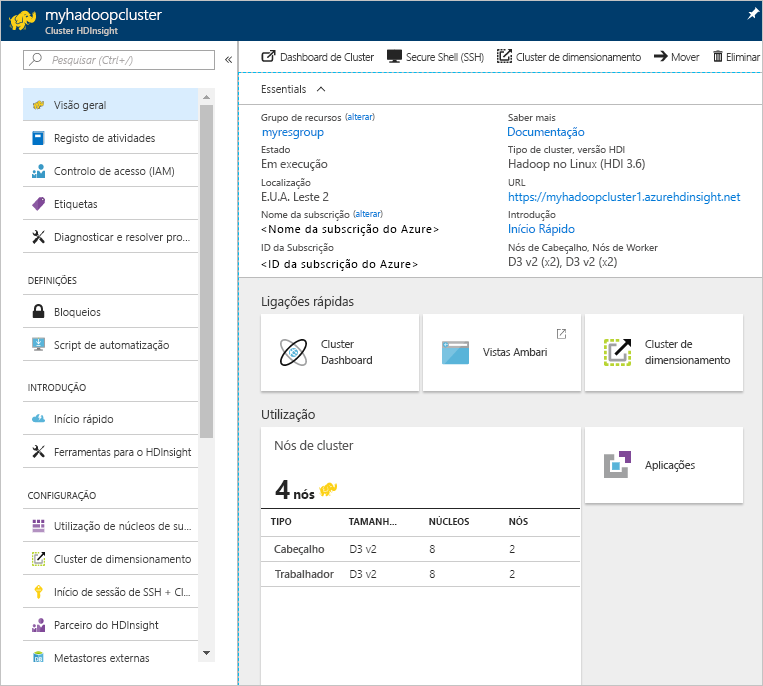 myhadoopcluster
Cluster HDInsight
Pesquisar (Ctrl+/)
«
Visão geral
Registo de atividades
Controlo de acesso (IAM)
Etiquetas
Diagnosticar e resolver pro...
DEFINIÇÕES
Bloqueios
Script de automatização
INTRODUÇÃO
Início rápido
Ferramentas para o HDInsight
CONFIGURAÇÃO
Utilização de núcleos de su...
Cluster de dimensionamento
Início de sessão de SSH + Cl...
Parceiro do HDInsight
Metastores externas
Dashboard de Cluster
Secure Shell (SSH)
Cluster de dimensionamento
Mover
Eliminar
Essentials
Grupo de recursos (alterar)
myresgroup
Estado
Em execução
Localização
E.U.A. Leste 2
Nome da subscrição (alterar)
<Nome da subscrição do Azure>
ID da Subscrição
<ID da subscrição do Azure>
Saber mais
Documentação
Tipo de cluster, versão HDI
Hadoop no Linux (HDI 3.6)
URL
https://myhadoopcluster1.azurehdinsight.net
Introdução
Início Rápido
Nós de Cabeçalho, Nós de Worker
D3 v2 (x2), D3 v2 (x2)
Ligações rápidas
Cluster
Dashboard
Vistas Ambari
Cluster de
dimensionamento
Utilização
Nós de cluster
4 nós
TIPO TAMANH... NÚCLEOS NÓS
Cabeçalho D3 v2 8 2
Trabalhador D3 v2 8 2
Aplicações